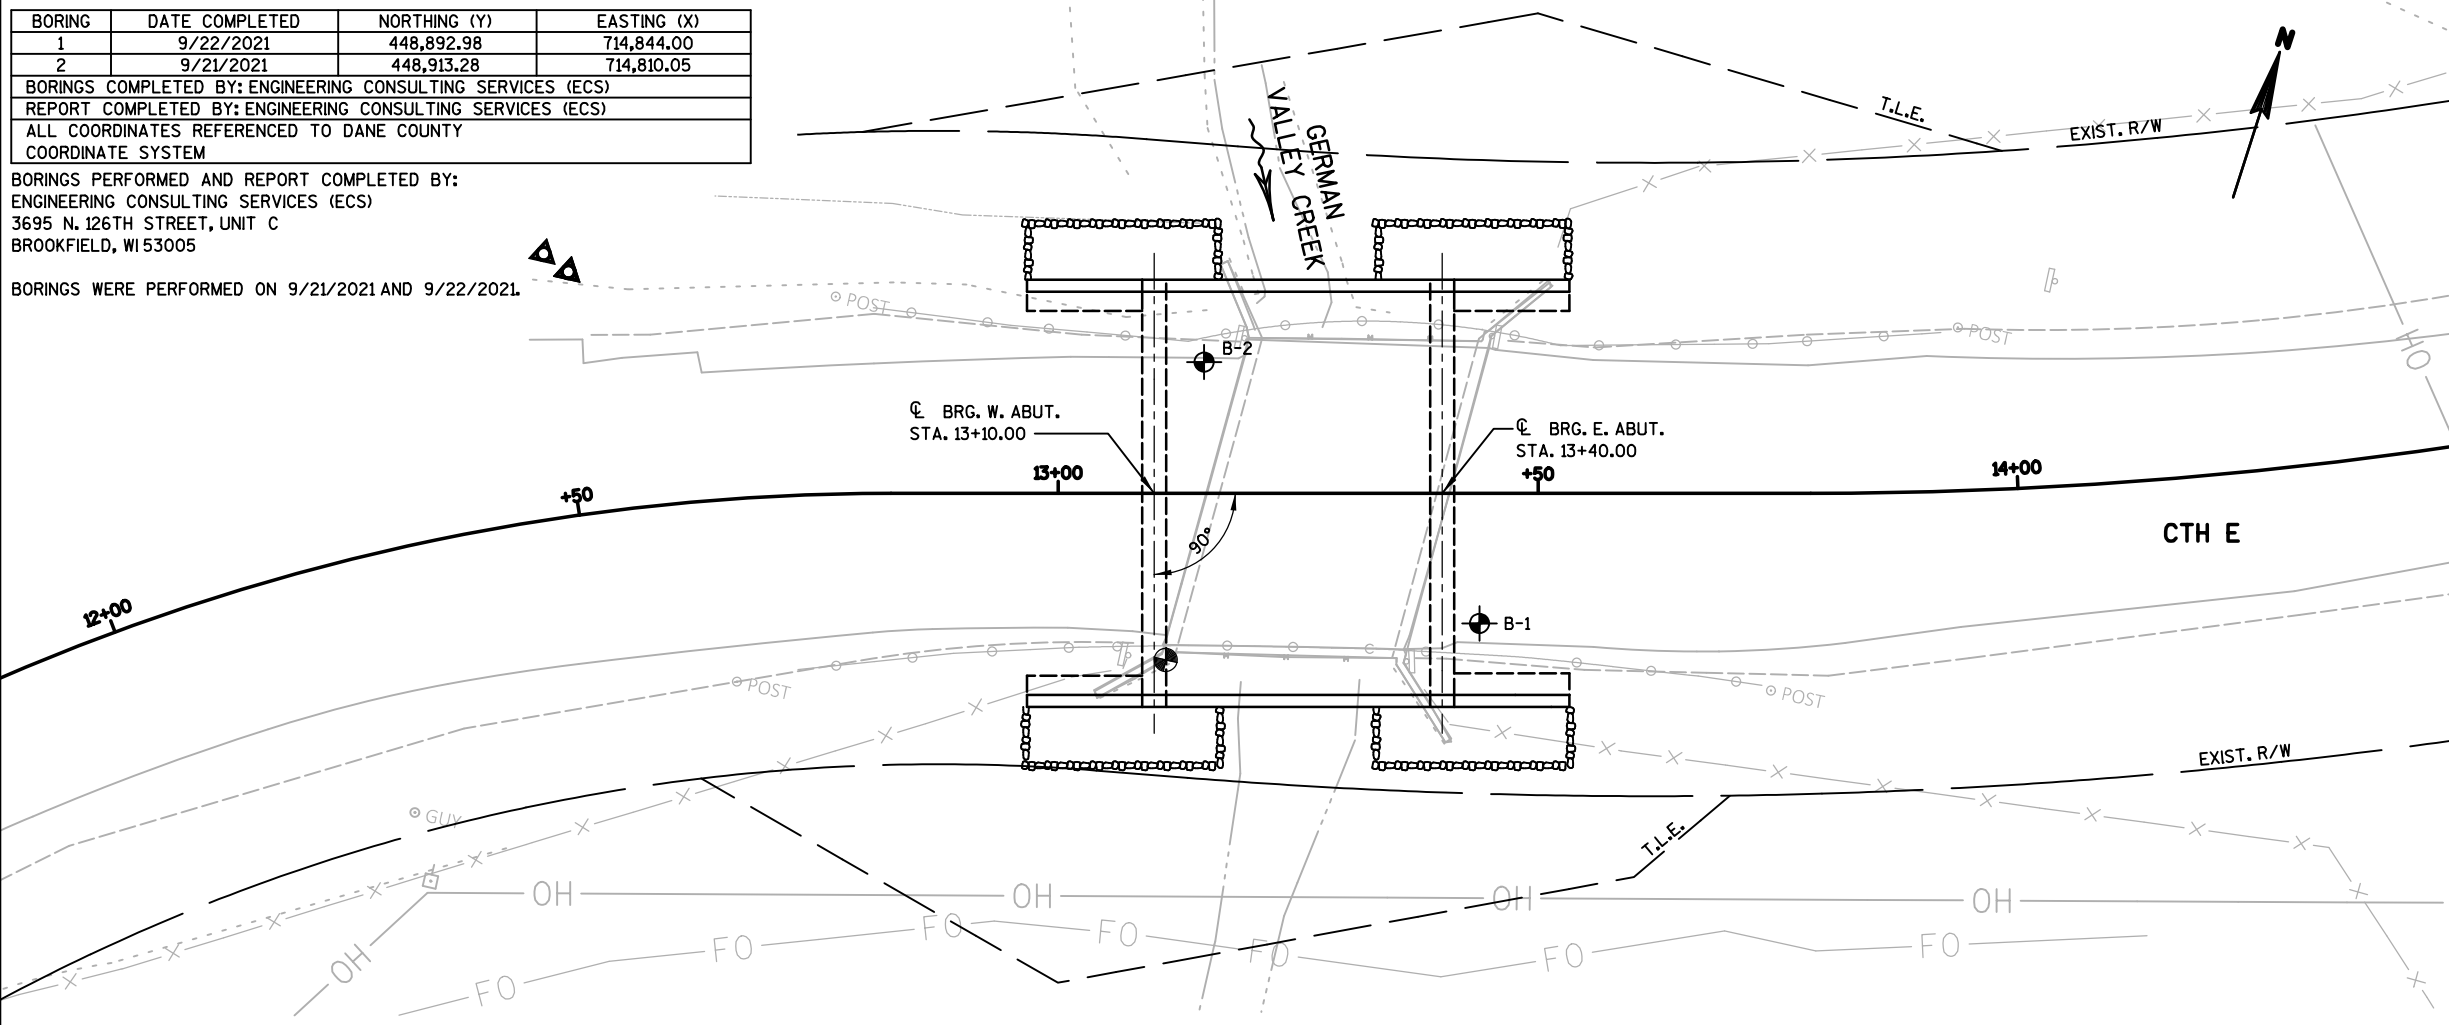 BORING DATE COMPLETED NORTHING (Y) EASTING (X)
1 9/22/2021 448,892.98 714,844.00
2 9/21/2021 448,913.28 714,810.05
BORINGS COMPLETED BY: ENGINEERING CONSULTING SERVICES (ECS)
REPORT COMPLETED BY: ENGINEERING CONSULTING SERVICES (ECS)
ALL COORDINATES REFERENCED TO DANE COUNTY
COORDINATE SYSTEM
BORINGS PERFORMED AND REPORT COMPLETED BY:
ENGINEERING CONSULTING SERVICES (ECS)
3695 N. 126TH STREET, UNIT C
BROOKFIELD, WI 53005
BORINGS WERE PERFORMED ON 9/21/2021 AND 9/22/2021.
N
T.L.E.
EXIST. R/W
GERMAN
VALLEY CREEK
POST
POST
10
B-2
℄ BRG. W. ABUT.
STA. 13+10.00
℄ BRG. E. ABUT.
STA. 13+40.00
12+00
+50
13+00
+50
14+00
90°
CTH E
B-1
POST
POST
EXIST. R/W
GUY
T.L.E.
OH
OH
OH
OH
OH
FO
FO
FO
FO
FO
FO
FO